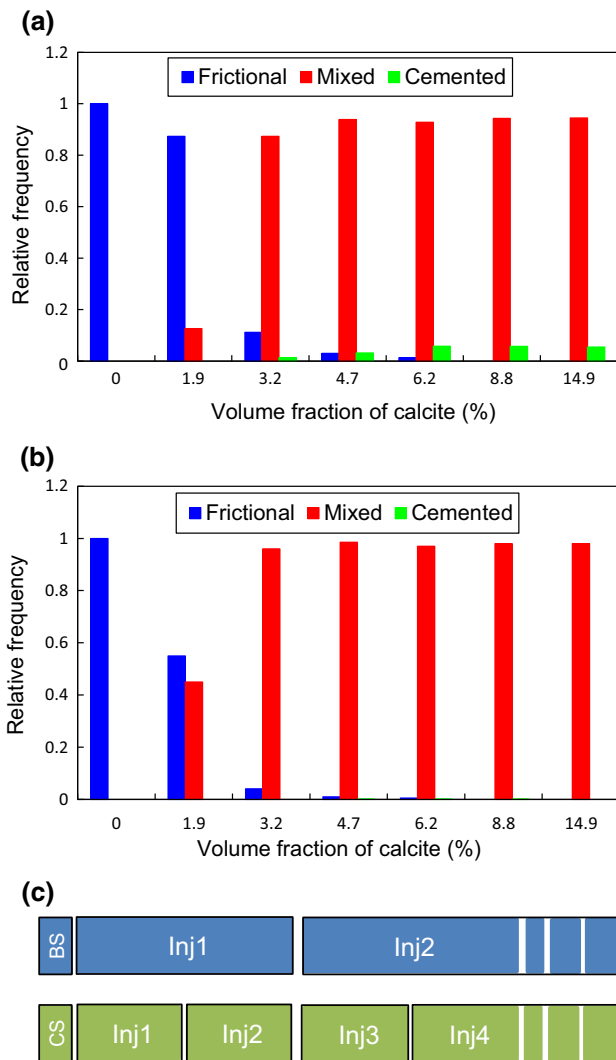 (a)
1.2
Frictional Mixed Cemented
1
0.8
0.6
0.4
0.2
0
Relative frequency
0 1.9 3.2 4.7 6.2 8.8 14.9
Volume fraction of calcite (%)
(b)
1.2
Frictional Mixed Cemented
1
0.8
0.6
0.4
0.2
0
Relative frequency
0 1.9 3.2 4.7 6.2 8.8 14.9
Volume fraction of calcite (%)
(c)
BS Inj1 Inj2
CS Inj1 Inj2 Inj3 Inj4